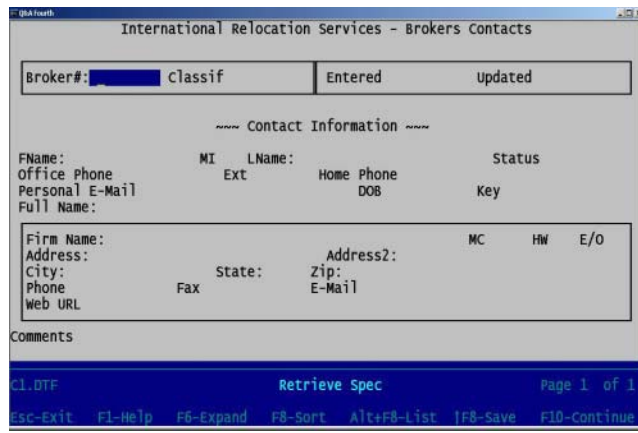 Q&A Fourth
International Relocation Services - Brokers Contacts
Broker#: Classif Entered Updated
~~~ Contact Information ~~~
FName: MI LName: Status
Office Phone Ext Home Phone
Personal E-Mail DOB Key
Full Name:
Firm Name: MC HW E/O
Address: Address2:
City: State: Zip:
Phone Fax E-Mail
Web URL
Comments
C1.DTF Retrieve Spec Page 1 of 1
Esc-Exit F1-Help F6-Expand F8-Sort Alt+F8-List ↑F8-Save F10-Continue